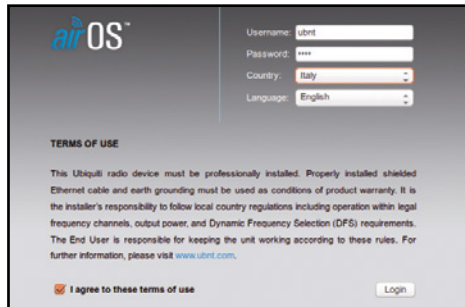 airOS™
Username: ubnt
Password: ••••
Country: Italy
Language: English
TERMS OF USE
This Ubiquiti radio device must be professionally installed. Properly installed shielded
Ethernet cable and earth grounding must be used as conditions of product warranty. It is
the installer's responsibility to follow local country regulations including operation within legal
frequency channels, output power, and Dynamic Frequency Selection (DFS) requirements.
The End User is responsible for keeping the unit working according to these rules. For
further information, please visit www.ubnt.com.
I agree to these terms of use
Login